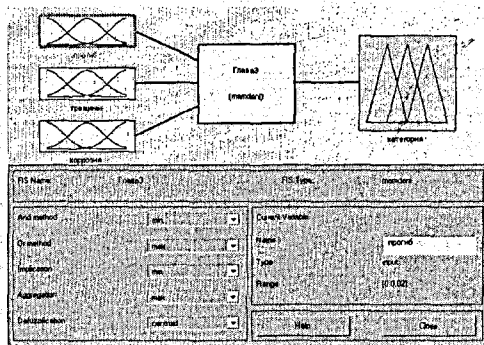 прогиб
Глава3
трещина
(mamdani)
коррозия
категория
FIS Name: Глава3 FIS Type: mamdani
And method min
Or method max
Implication min
Aggregation max
Defuzzification centroid
Current Variable
Name прогиб
Type input
Range [0 0.02]
Help Close